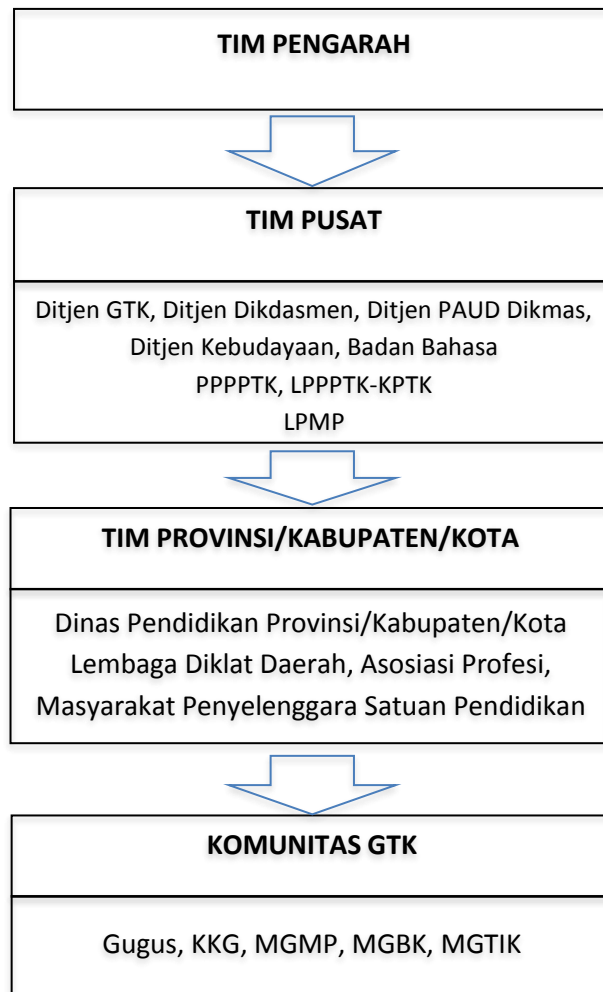 TIM PENGARAH
TIM PUSAT
Ditjen GTK, Ditjen Dikdasmen, Ditjen PAUD Dikmas,
Ditjen Kebudayaan, Badan Bahasa
PPPPTK, LPPPTK-KPTK
LPMP
TIM PROVINSI/KABUPATEN/KOTA
Dinas Pendidikan Provinsi/Kabupaten/Kota
Lembaga Diklat Daerah, Asosiasi Profesi,
Masyarakat Penyelenggara Satuan Pendidikan
KOMUNITAS GTK
Gugus, KKG, MGMP, MGBK, MGTIK